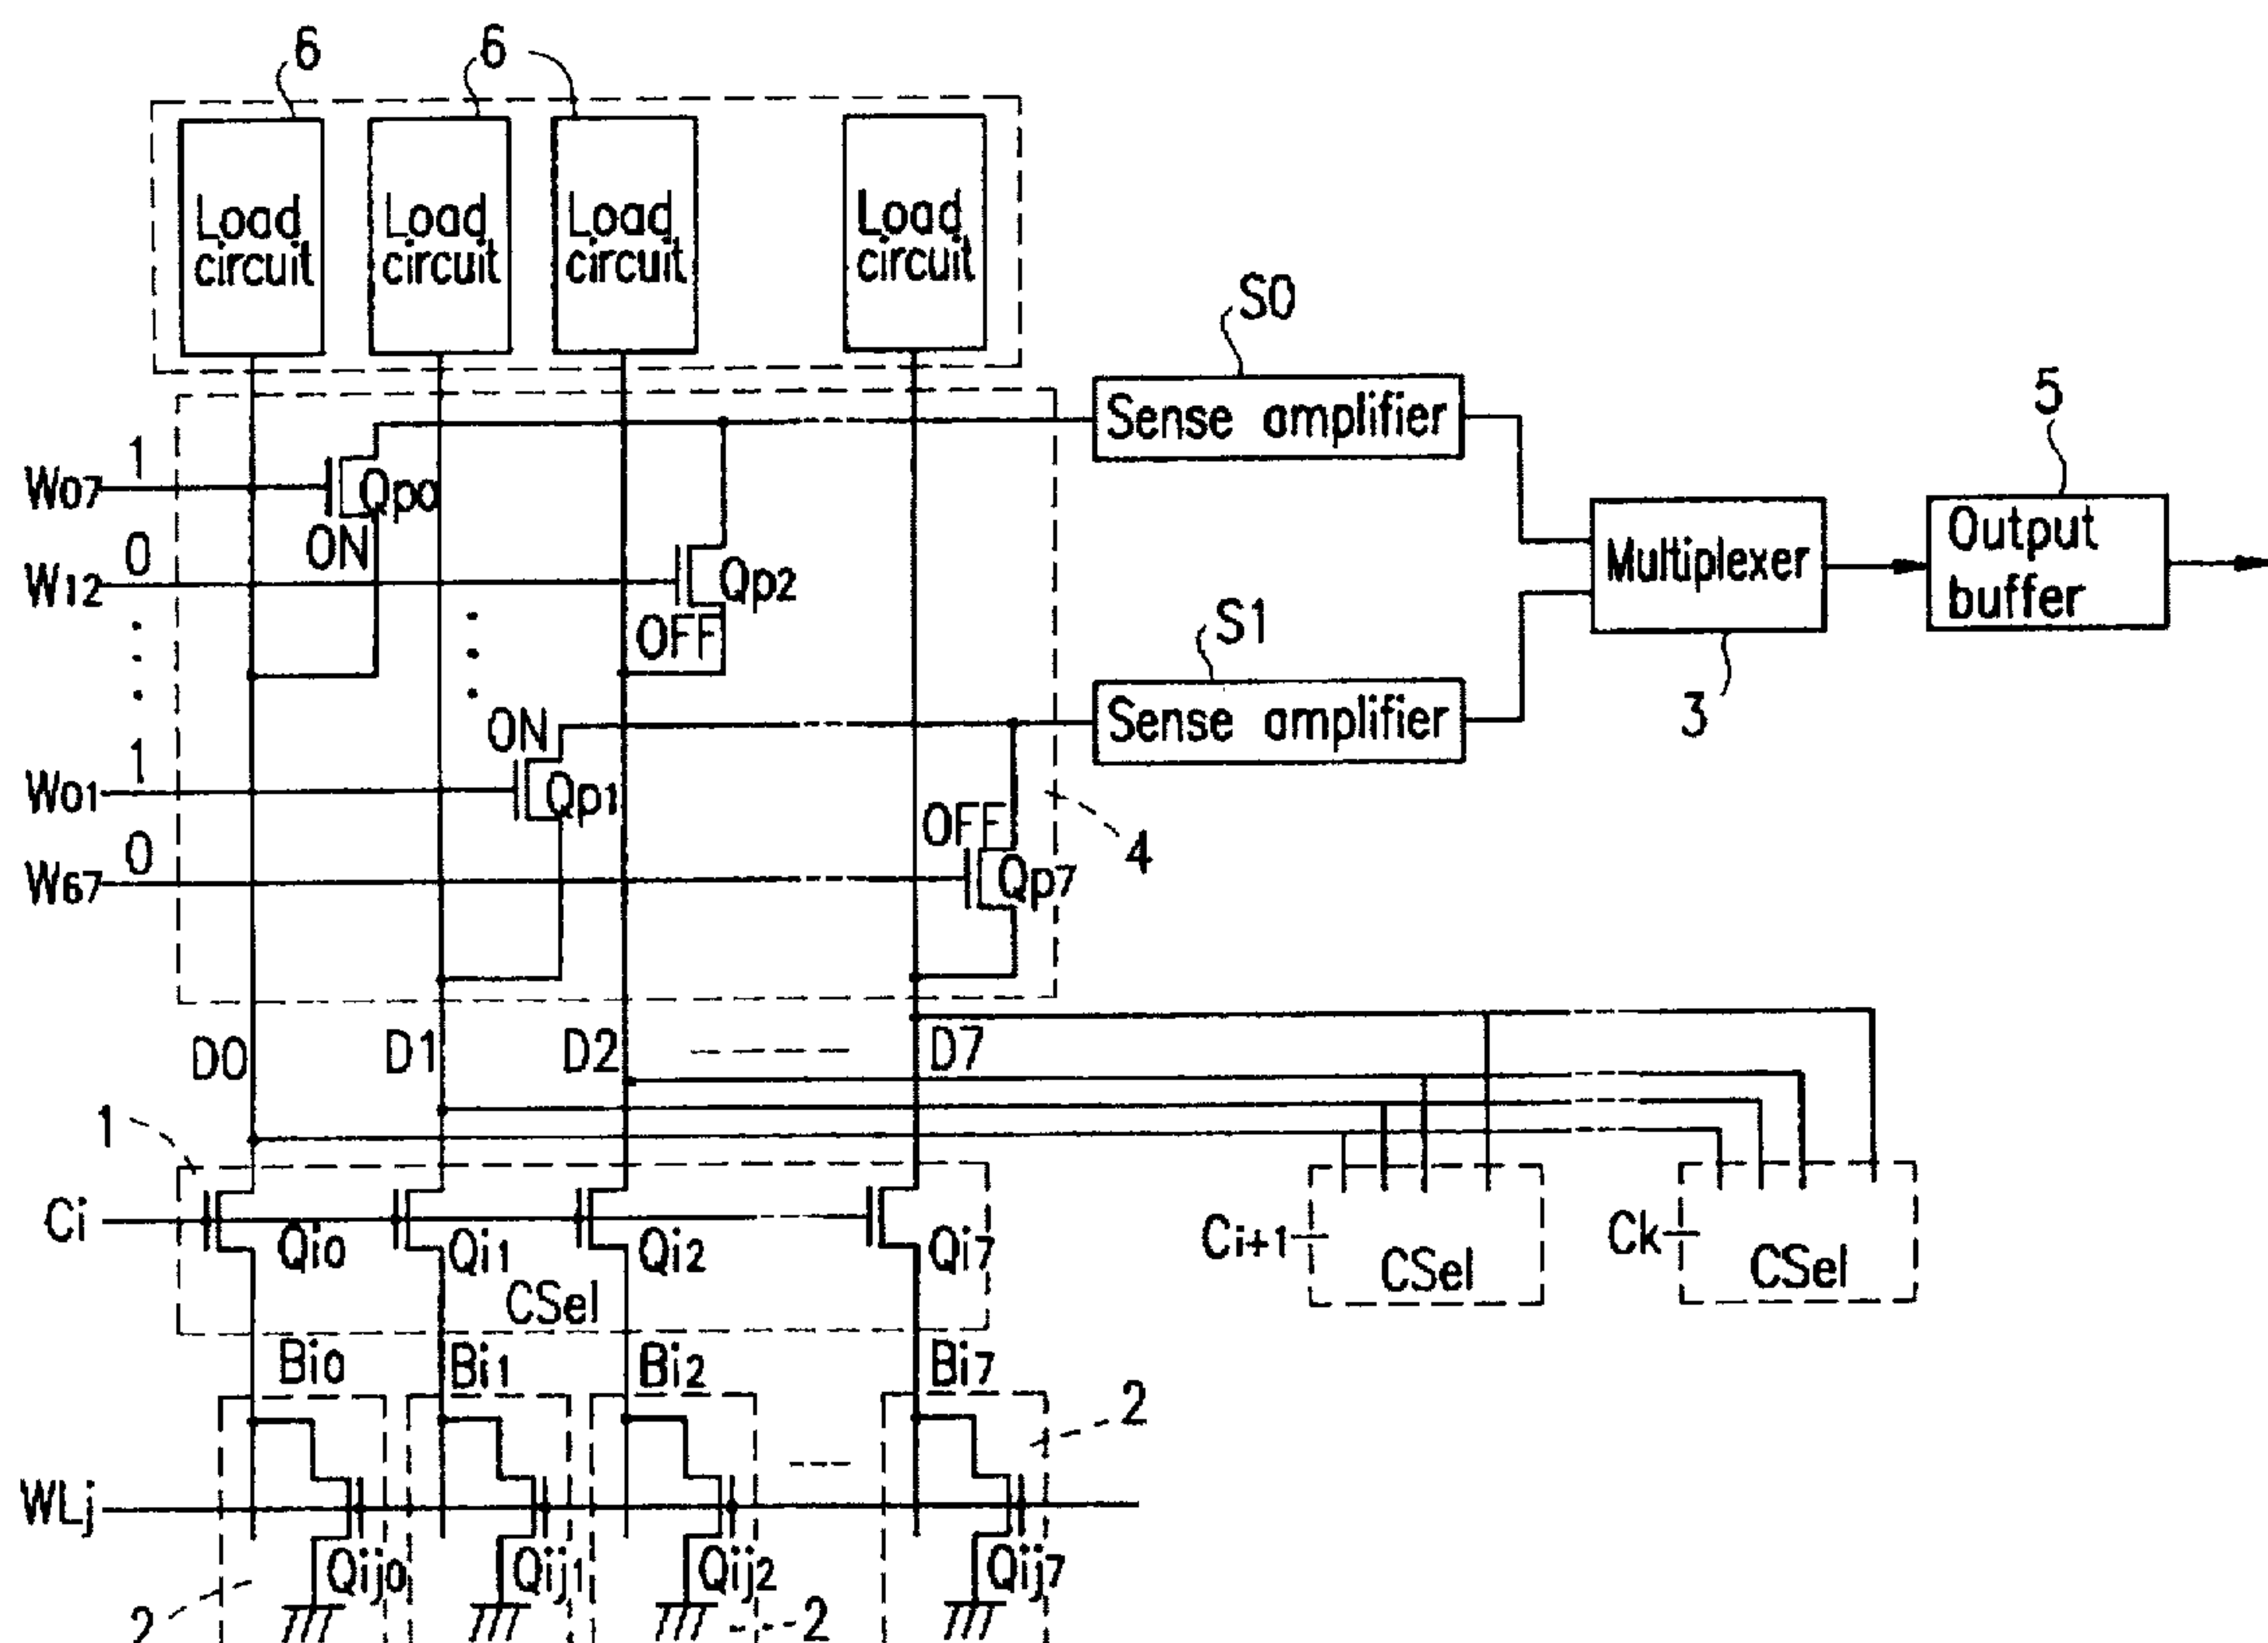 6
6
Load
circuit
Load
circuit
Load
circuit
Load
circuit
S0
Sense amplifier
5
W07
1
Qp0
ON
Multiplexer
Output
buffer
W12
0
Qp2
OFF
S1
3
ON
Sense amplifier
W01
1
Qp1
OFF
4
W67
0
Qp7
D0
D1
D2
D7
1
Ci
Qi0
Qi1
Qi2
Qi7
Ci+1
CSel
Ck
CSel
CSel
Bi0
Bi1
Bi2
Bi7
2
WLj
Qij0
Qij1
Qij2
Qij7
2
2